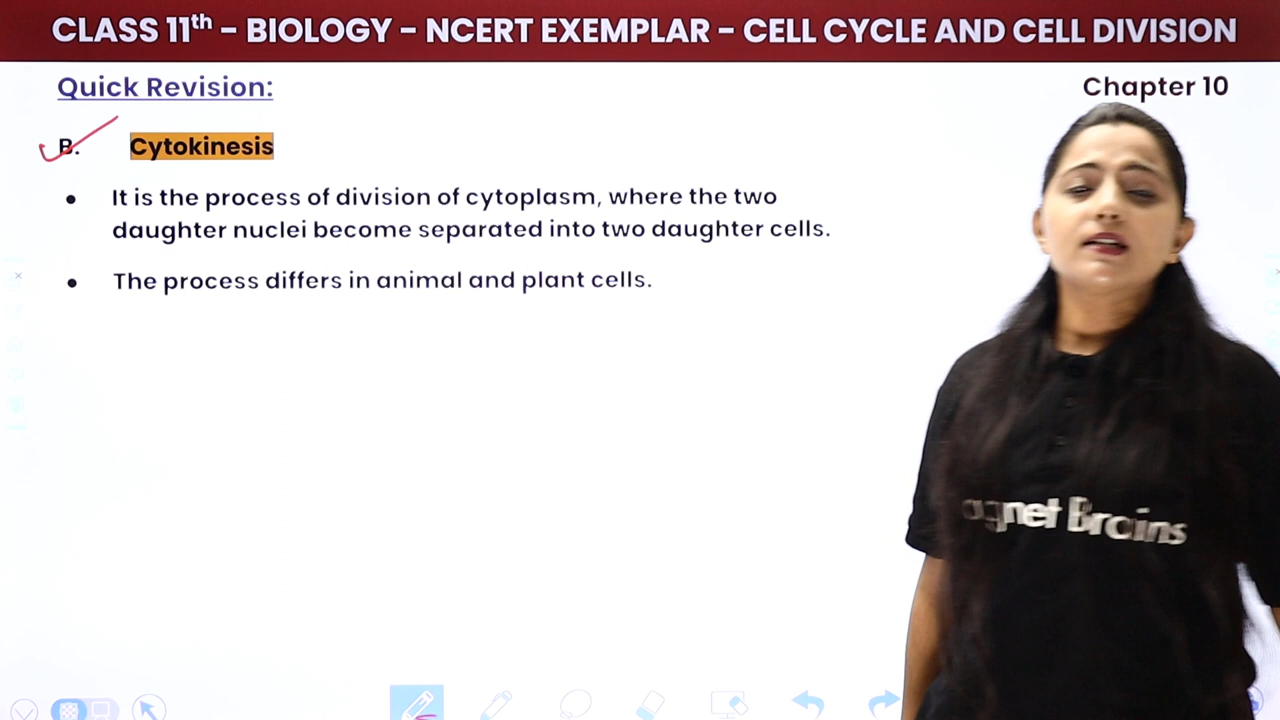 CLASS 11th – BIOLOGY – NCERT EXEMPLAR – CELL CYCLE AND CELL DIVISION
Quick Revision:
Chapter 10
B. Cytokinesis
• It is the process of division of cytoplasm, where the two
daughter nuclei become separated into two daughter cells.
• The process differs in animal and plant cells.
agnet Brains